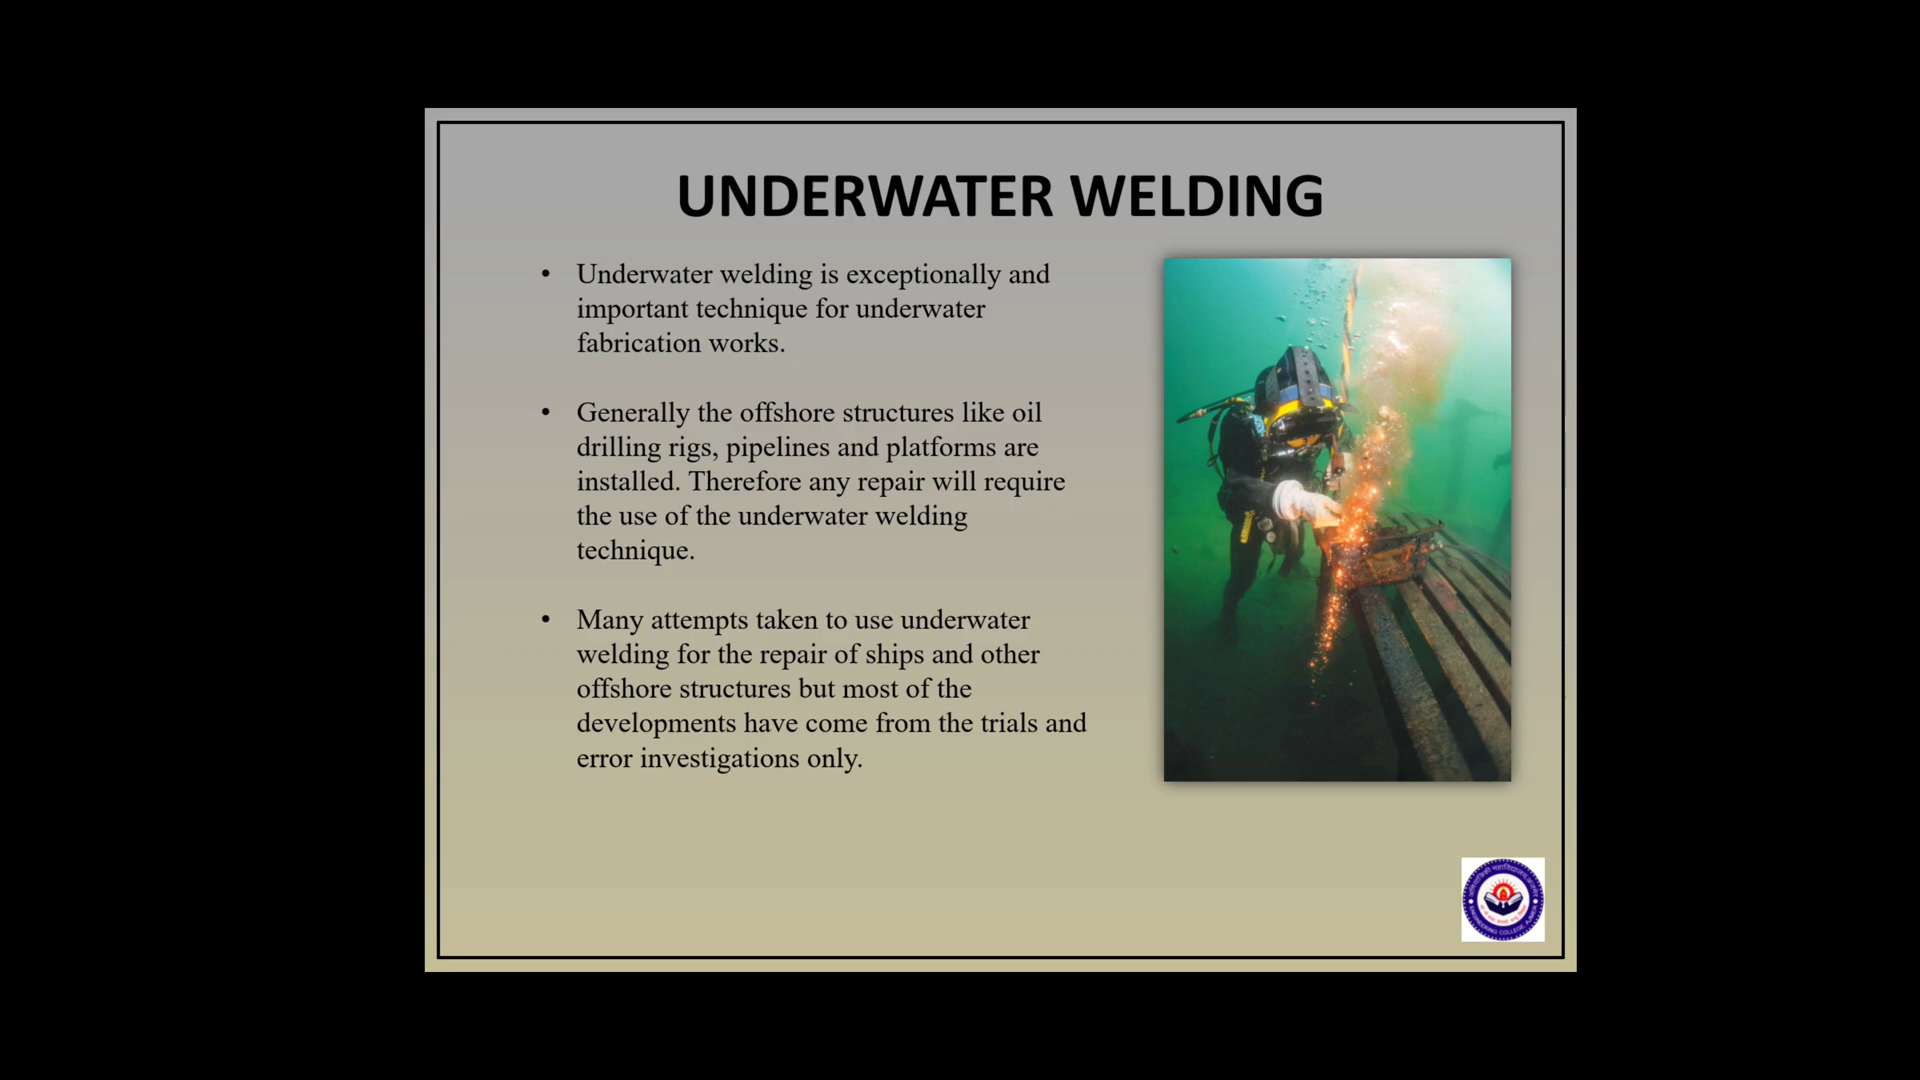 UNDERWATER WELDING
• Underwater welding is exceptionally and
important technique for underwater
fabrication works.
• Generally the offshore structures like oil
drilling rigs, pipelines and platforms are
installed. Therefore any repair will require
the use of the underwater welding
technique.
• Many attempts taken to use underwater
welding for the repair of ships and other
offshore structures but most of the
developments have come from the trials and
error investigations only.
ENGINEERING COLLEGE, AJMER